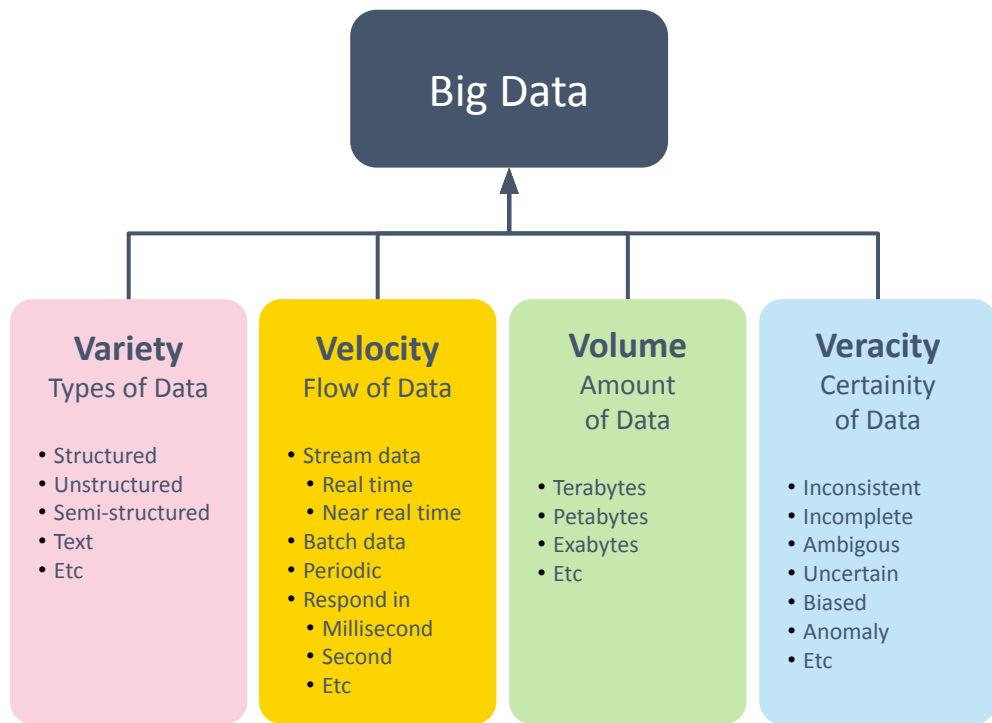 Big Data
Variety
Types of Data
• Structured
• Unstructured
• Semi-structured
• Text
• Etc
Velocity
Flow of Data
• Stream data
• Real time
• Near real time
• Batch data
• Periodic
• Respond in
• Millisecond
• Second
• Etc
Volume
Amount
of Data
• Terabytes
• Petabytes
• Exabytes
• Etc
Veracity
Certainity
of Data
• Inconsistent
• Incomplete
• Ambigous
• Uncertain
• Biased
• Anomaly
• Etc